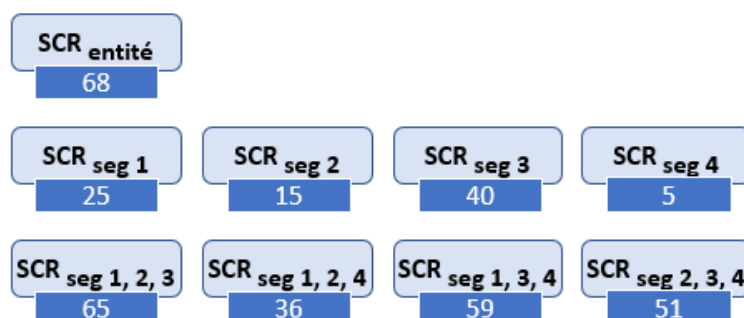 SCR entité
68
SCR seg 1 SCR seg 2 SCR seg 3 SCR seg 4
25 15 40 5
SCR seg 1, 2, 3 SCR seg 1, 2, 4 SCR seg 1, 3, 4 SCR seg 2, 3, 4
65 36 59 51